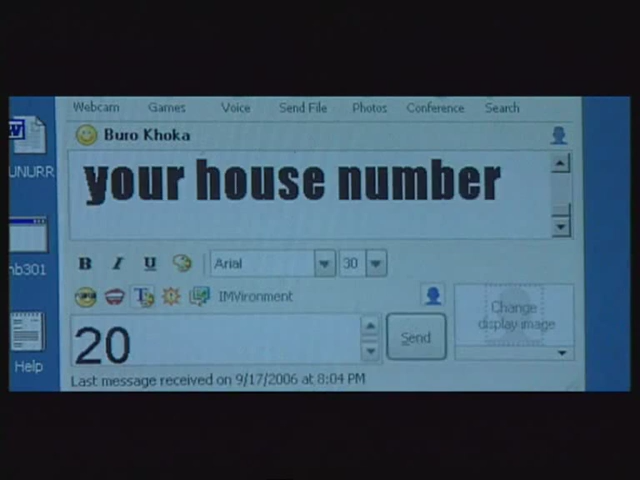 Webcam Games Voice Send File Photos Conference Search
Buro Khoka
your house number
B I U Arial 30
IMVironment
Change
display image
20
Send
Last message received on 9/17/2006 at 8:04 PM
W
UNURR
nb301
Help